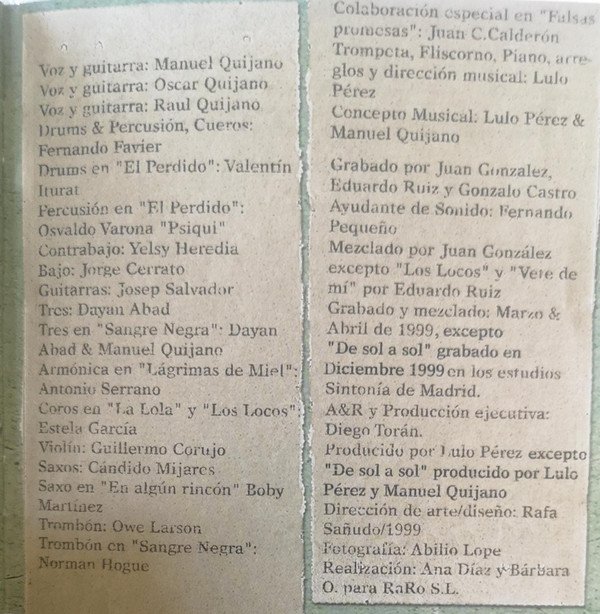 Voz y guitarra: Manuel Quijano
Voz y guitarra: Oscar Quijano
Voz y guitarra: Raul Quijano
Drums & Percusión, Cueros:
Fernando Favier
Drums en "El Perdido": Valentín
Iturat
Percusión en "El Perdido":
Osvaldo Varona "Psiqui"
Contrabajo: Yelsy Heredia
Bajo: Jorge Cerrato
Guitarras: Josep Salvador
Tres: Dayan Abad
Tres en "Sangre Negra": Dayan
Abad & Manuel Quijano
Armónica en "Lágrimas de Miel":
Antonio Serrano
Coros en "La Lola" y "Los Locos":
Estela García
Violín: Guillermo Corujo
Saxos: Cándido Mijares
Saxo en "En algún rincón" Boby
Martínez
Trombón: Owe Larson
Trombón en "Sangre Negra":
Norman Hogue
Colaboración especial en "Falsas
promesas": Juan C.Calderón
Trompeta, Fliscorno, Piano, arre-
glos y dirección musical: Lulo
Pérez
Concepto Musical: Lulo Pérez &
Manuel Quijano
Grabado por Juan Gonzalez,
Eduardo Ruiz y Gonzalo Castro
Ayudante de Sonido: Fernando
Pequeño
Mezclado por Juan González
excepto "Los Locos" y "Vete de
mí" por Eduardo Ruiz
Grabado y mezclado: Marzo &
Abril de 1999, excepto
"De sol a sol" grabado en
Diciembre 1999 en los estudios
Sintonía de Madrid.
A&R y Producción ejecutiva:
Diego Torán.
Producido por Lulo Pérez excepto
"De sol a sol" producido por Lulo
Pérez y Manuel Quijano
Dirección de arte/diseño: Rafa
Sañudo/1999
Fotografía: Abilio Lope
Realización: Ana Díaz y Bárbara
O. para RaRo S.L.